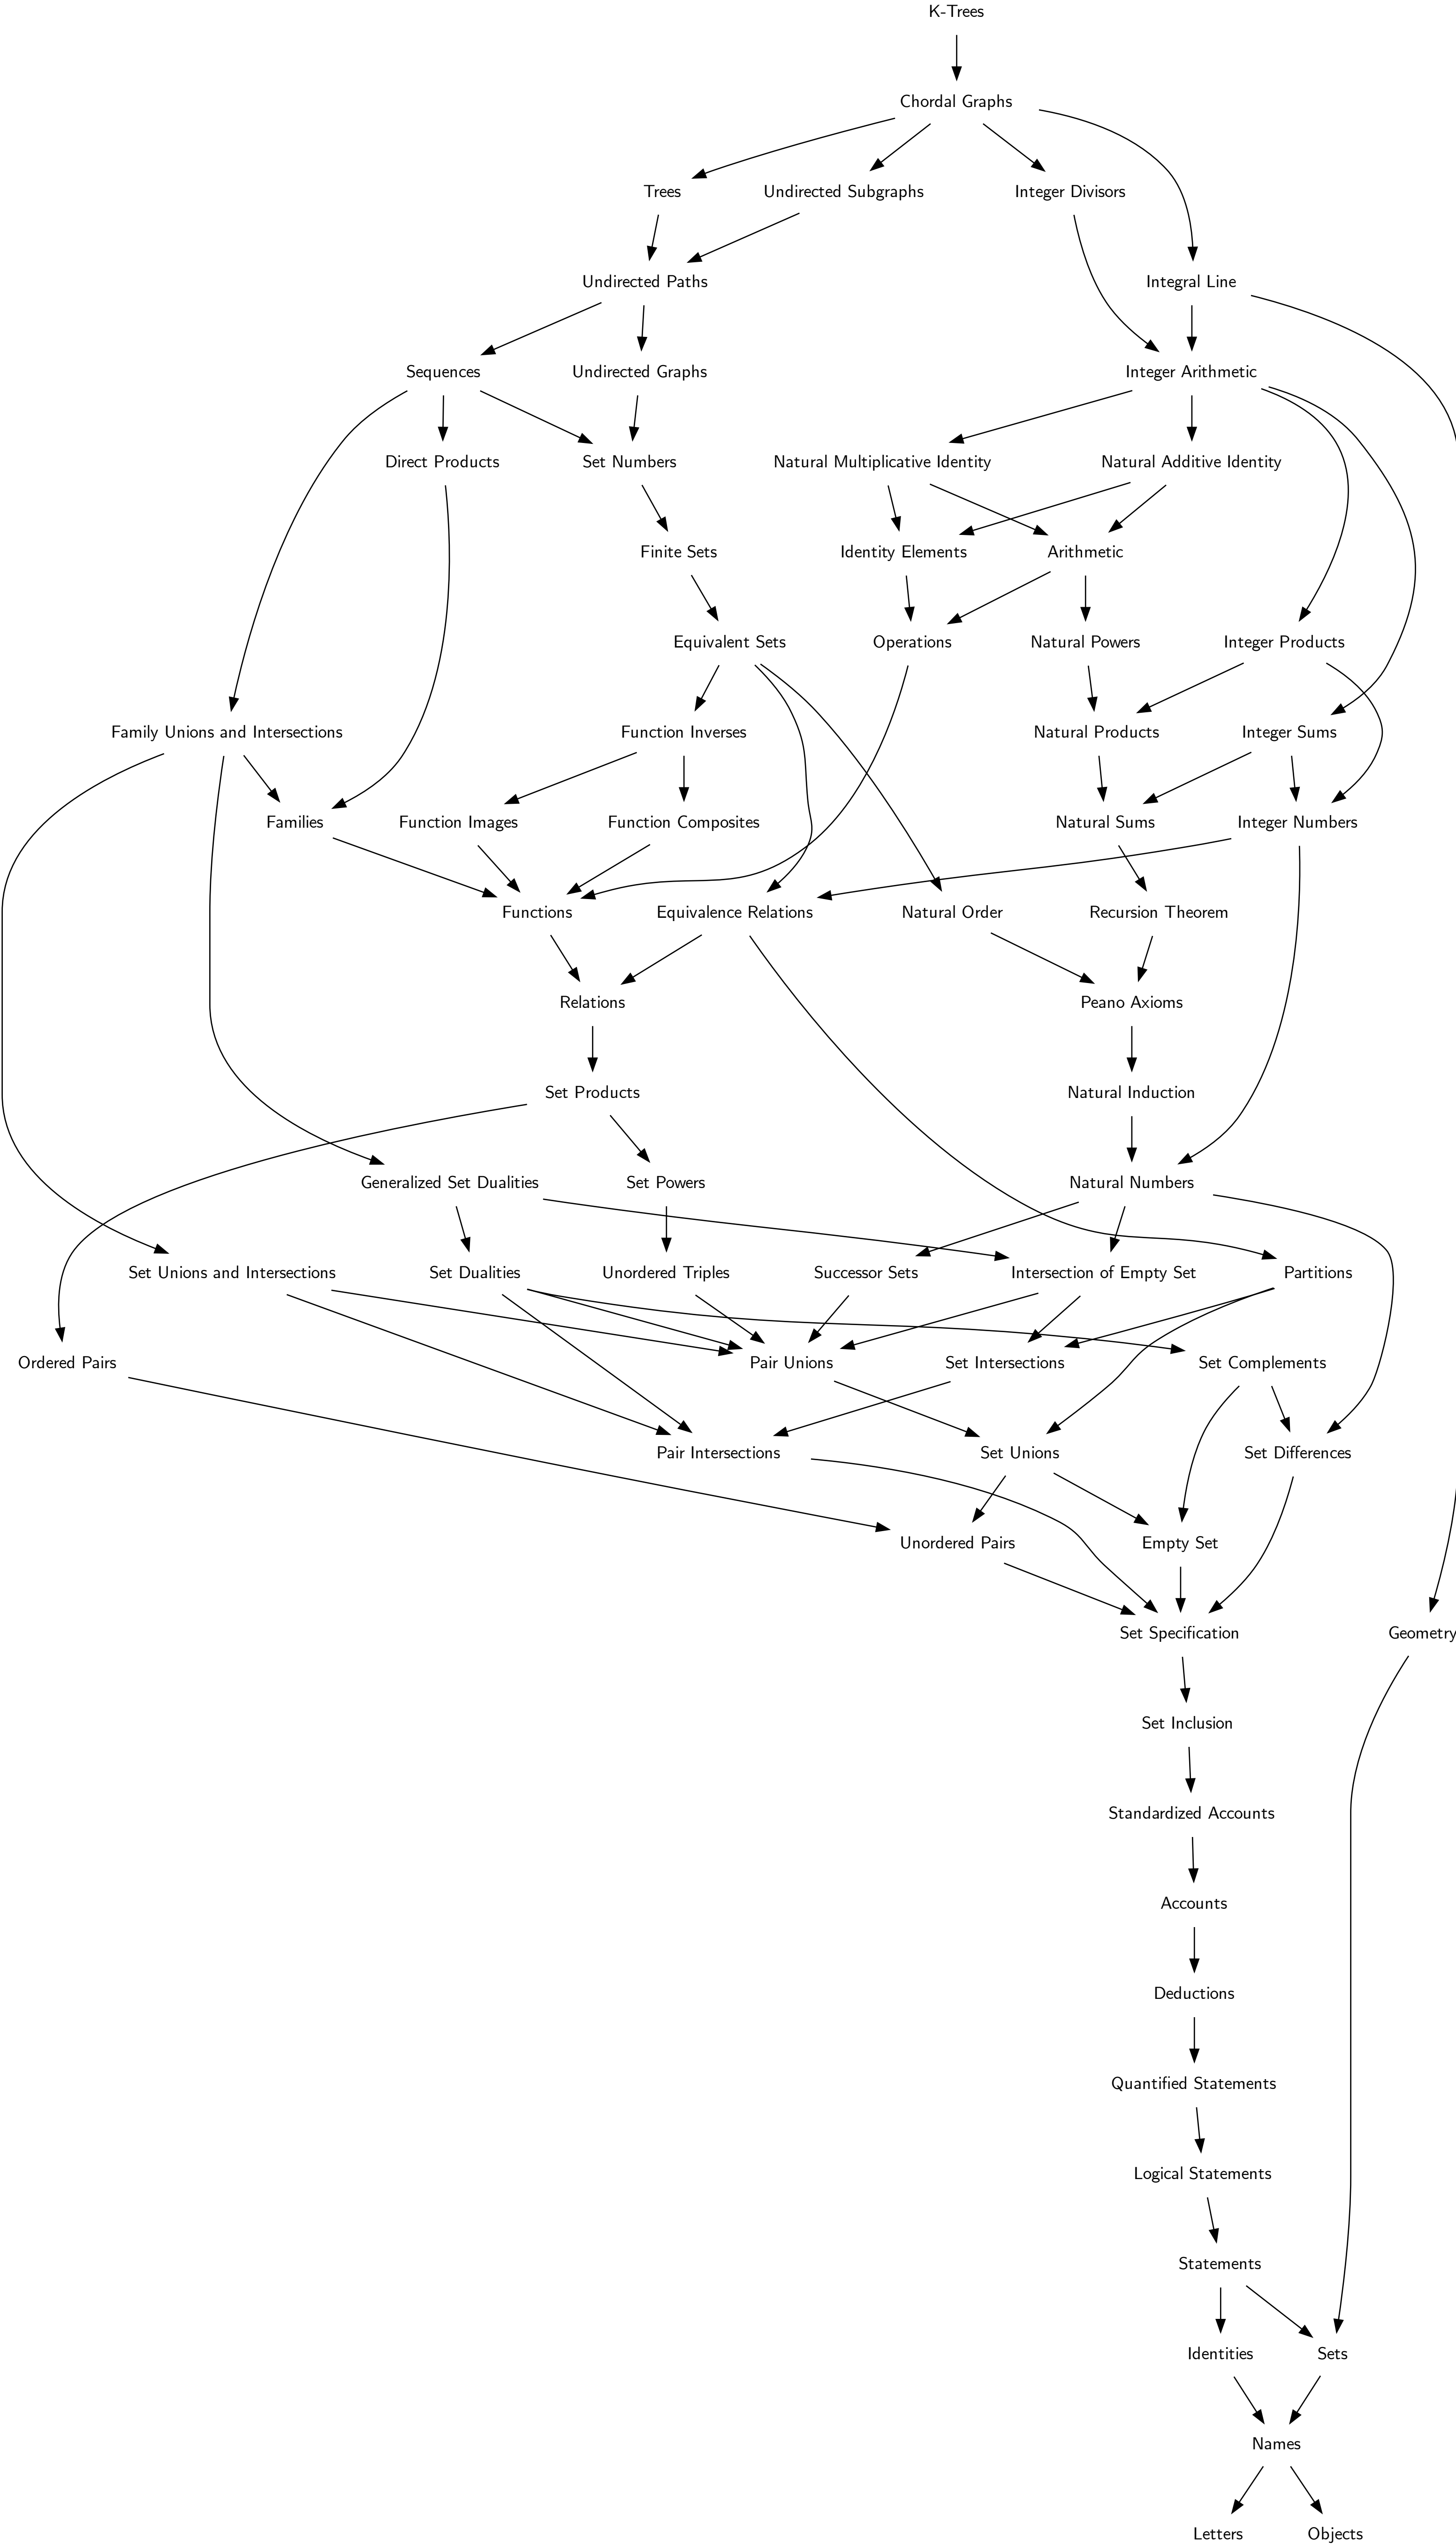 K-Trees
Chordal Graphs
Trees
Undirected Subgraphs
Integer Divisors
Undirected Paths
Integral Line
Sequences
Undirected Graphs
Integer Arithmetic
Direct Products
Set Numbers
Natural Multiplicative Identity
Natural Additive Identity
Finite Sets
Identity Elements
Arithmetic
Equivalent Sets
Operations
Natural Powers
Integer Products
Family Unions and Intersections
Function Inverses
Natural Products
Integer Sums
Families
Function Images
Function Composites
Natural Sums
Integer Numbers
Functions
Equivalence Relations
Natural Order
Recursion Theorem
Relations
Peano Axioms
Set Products
Natural Induction
Generalized Set Dualities
Set Powers
Natural Numbers
Set Unions and Intersections
Set Dualities
Unordered Triples
Successor Sets
Intersection of Empty Set
Partitions
Ordered Pairs
Pair Unions
Set Intersections
Set Complements
Pair Intersections
Set Unions
Set Differences
Unordered Pairs
Empty Set
Set Specification
Geometry
Set Inclusion
Standardized Accounts
Accounts
Deductions
Quantified Statements
Logical Statements
Statements
Identities
Sets
Names
Letters
Objects